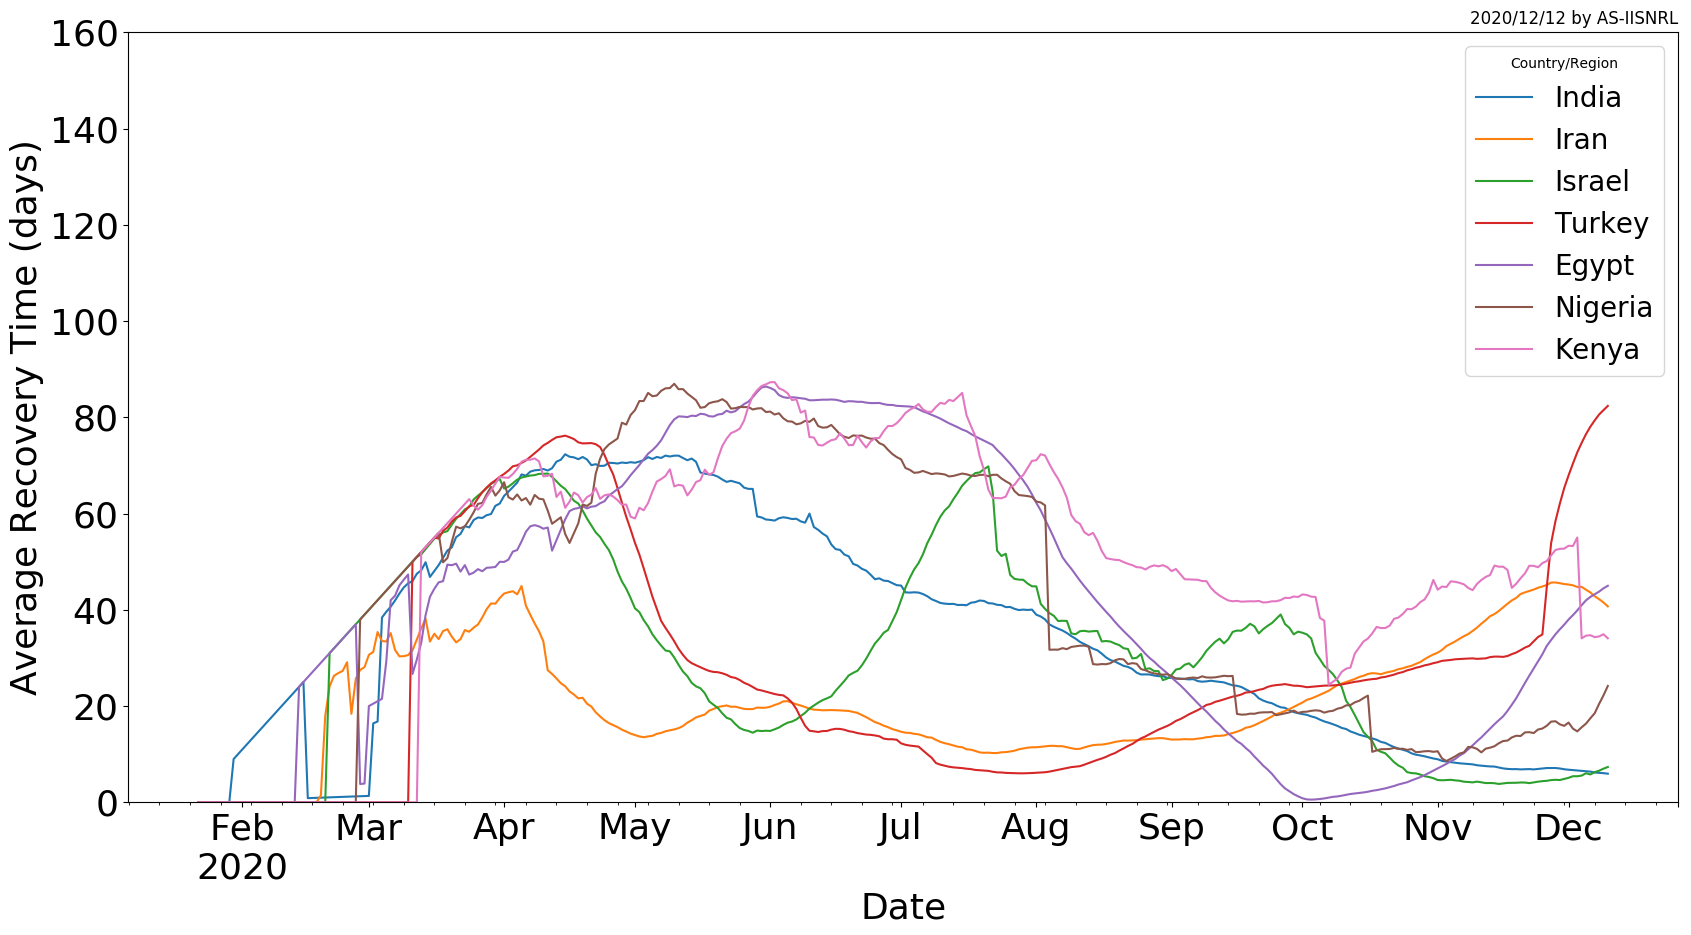 2020/12/12 by AS-IISNRL
160
140
120
100
80
60
40
20
0
Average Recovery Time (days)
Country/Region
India
Iran
Israel
Turkey
Egypt
Nigeria
Kenya
Feb Mar Apr May Jun Jul Aug Sep Oct Nov Dec
2020
Date